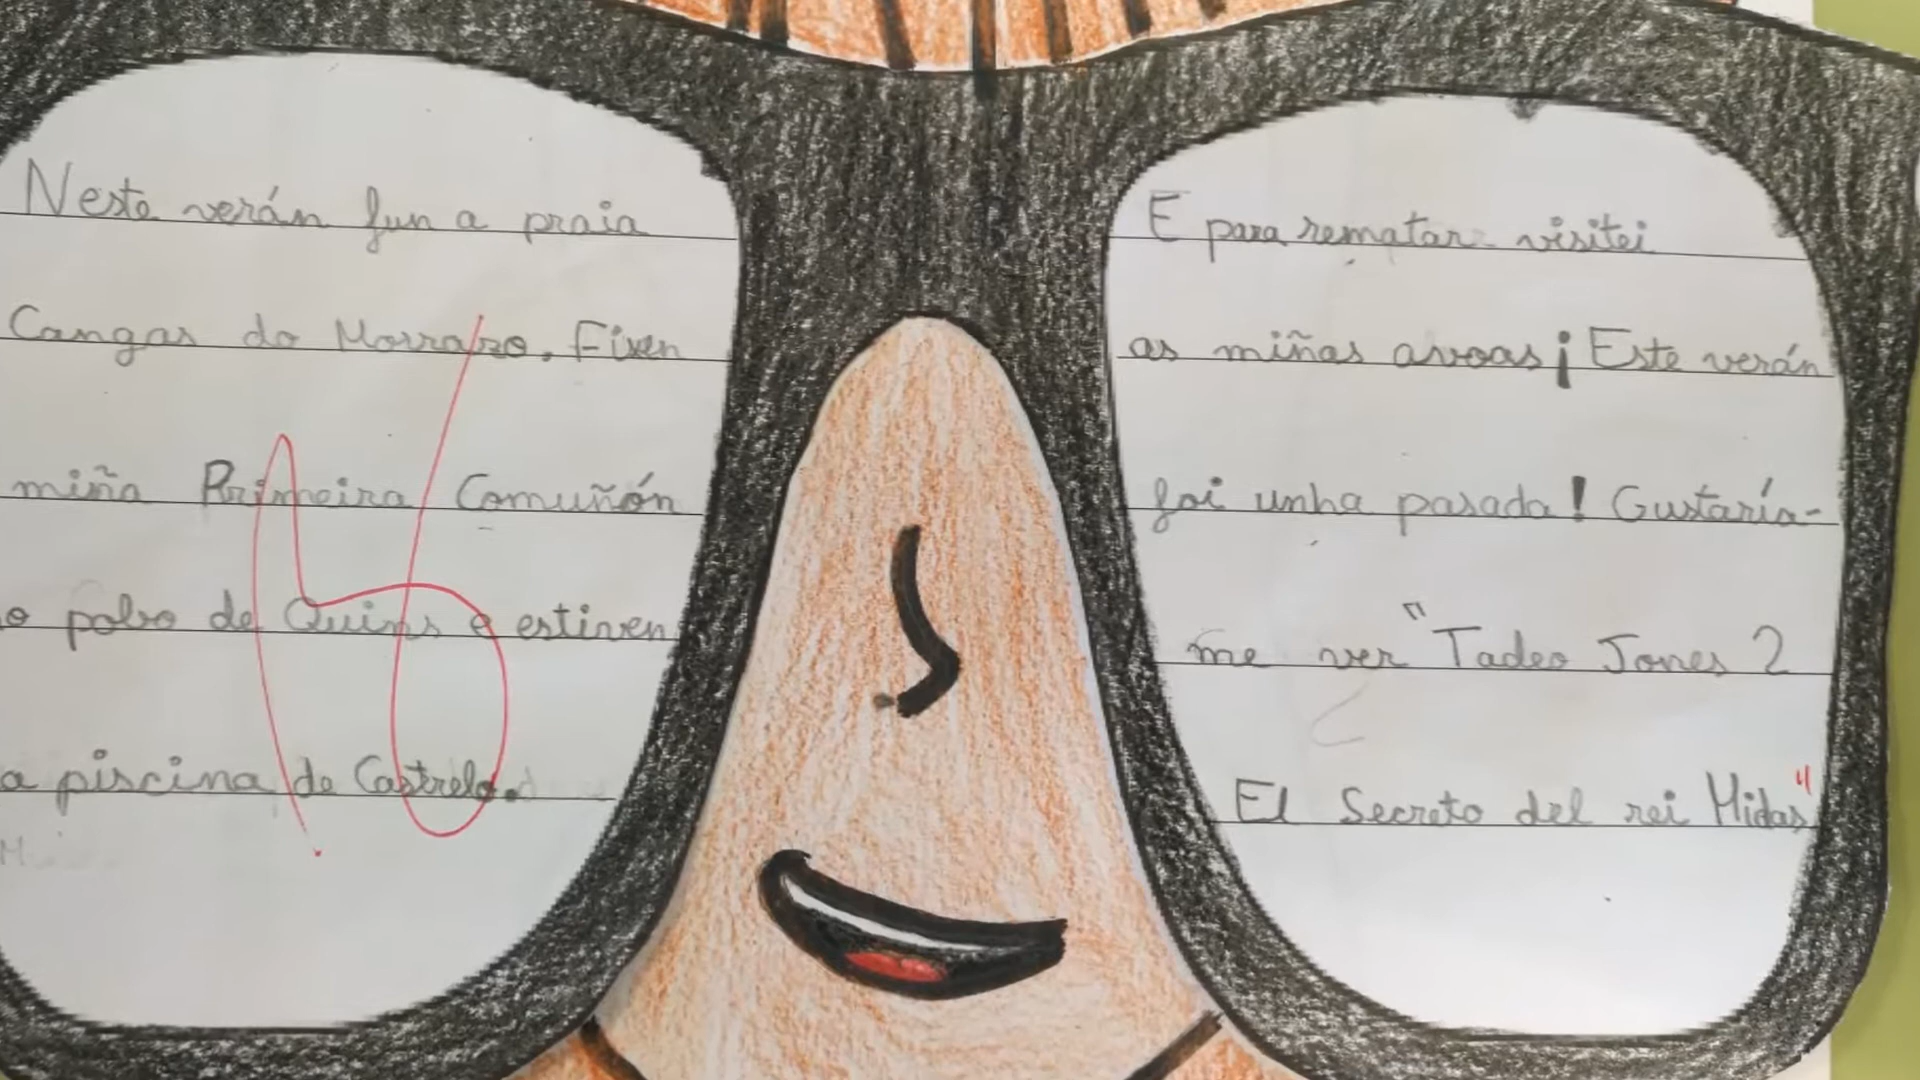 Neste verán fun a praia
Cangas do Morrazo. Fixen
miña Primeira Comuñón
o polvo de Quins e estiven
a piscina de Castrelo.
E para rematar visitei
as miñas avoas ¡Este verán
foi unha pasada! Gustaría-
me ver "Tadeo Jones 2
El Secreto del rei Midas"